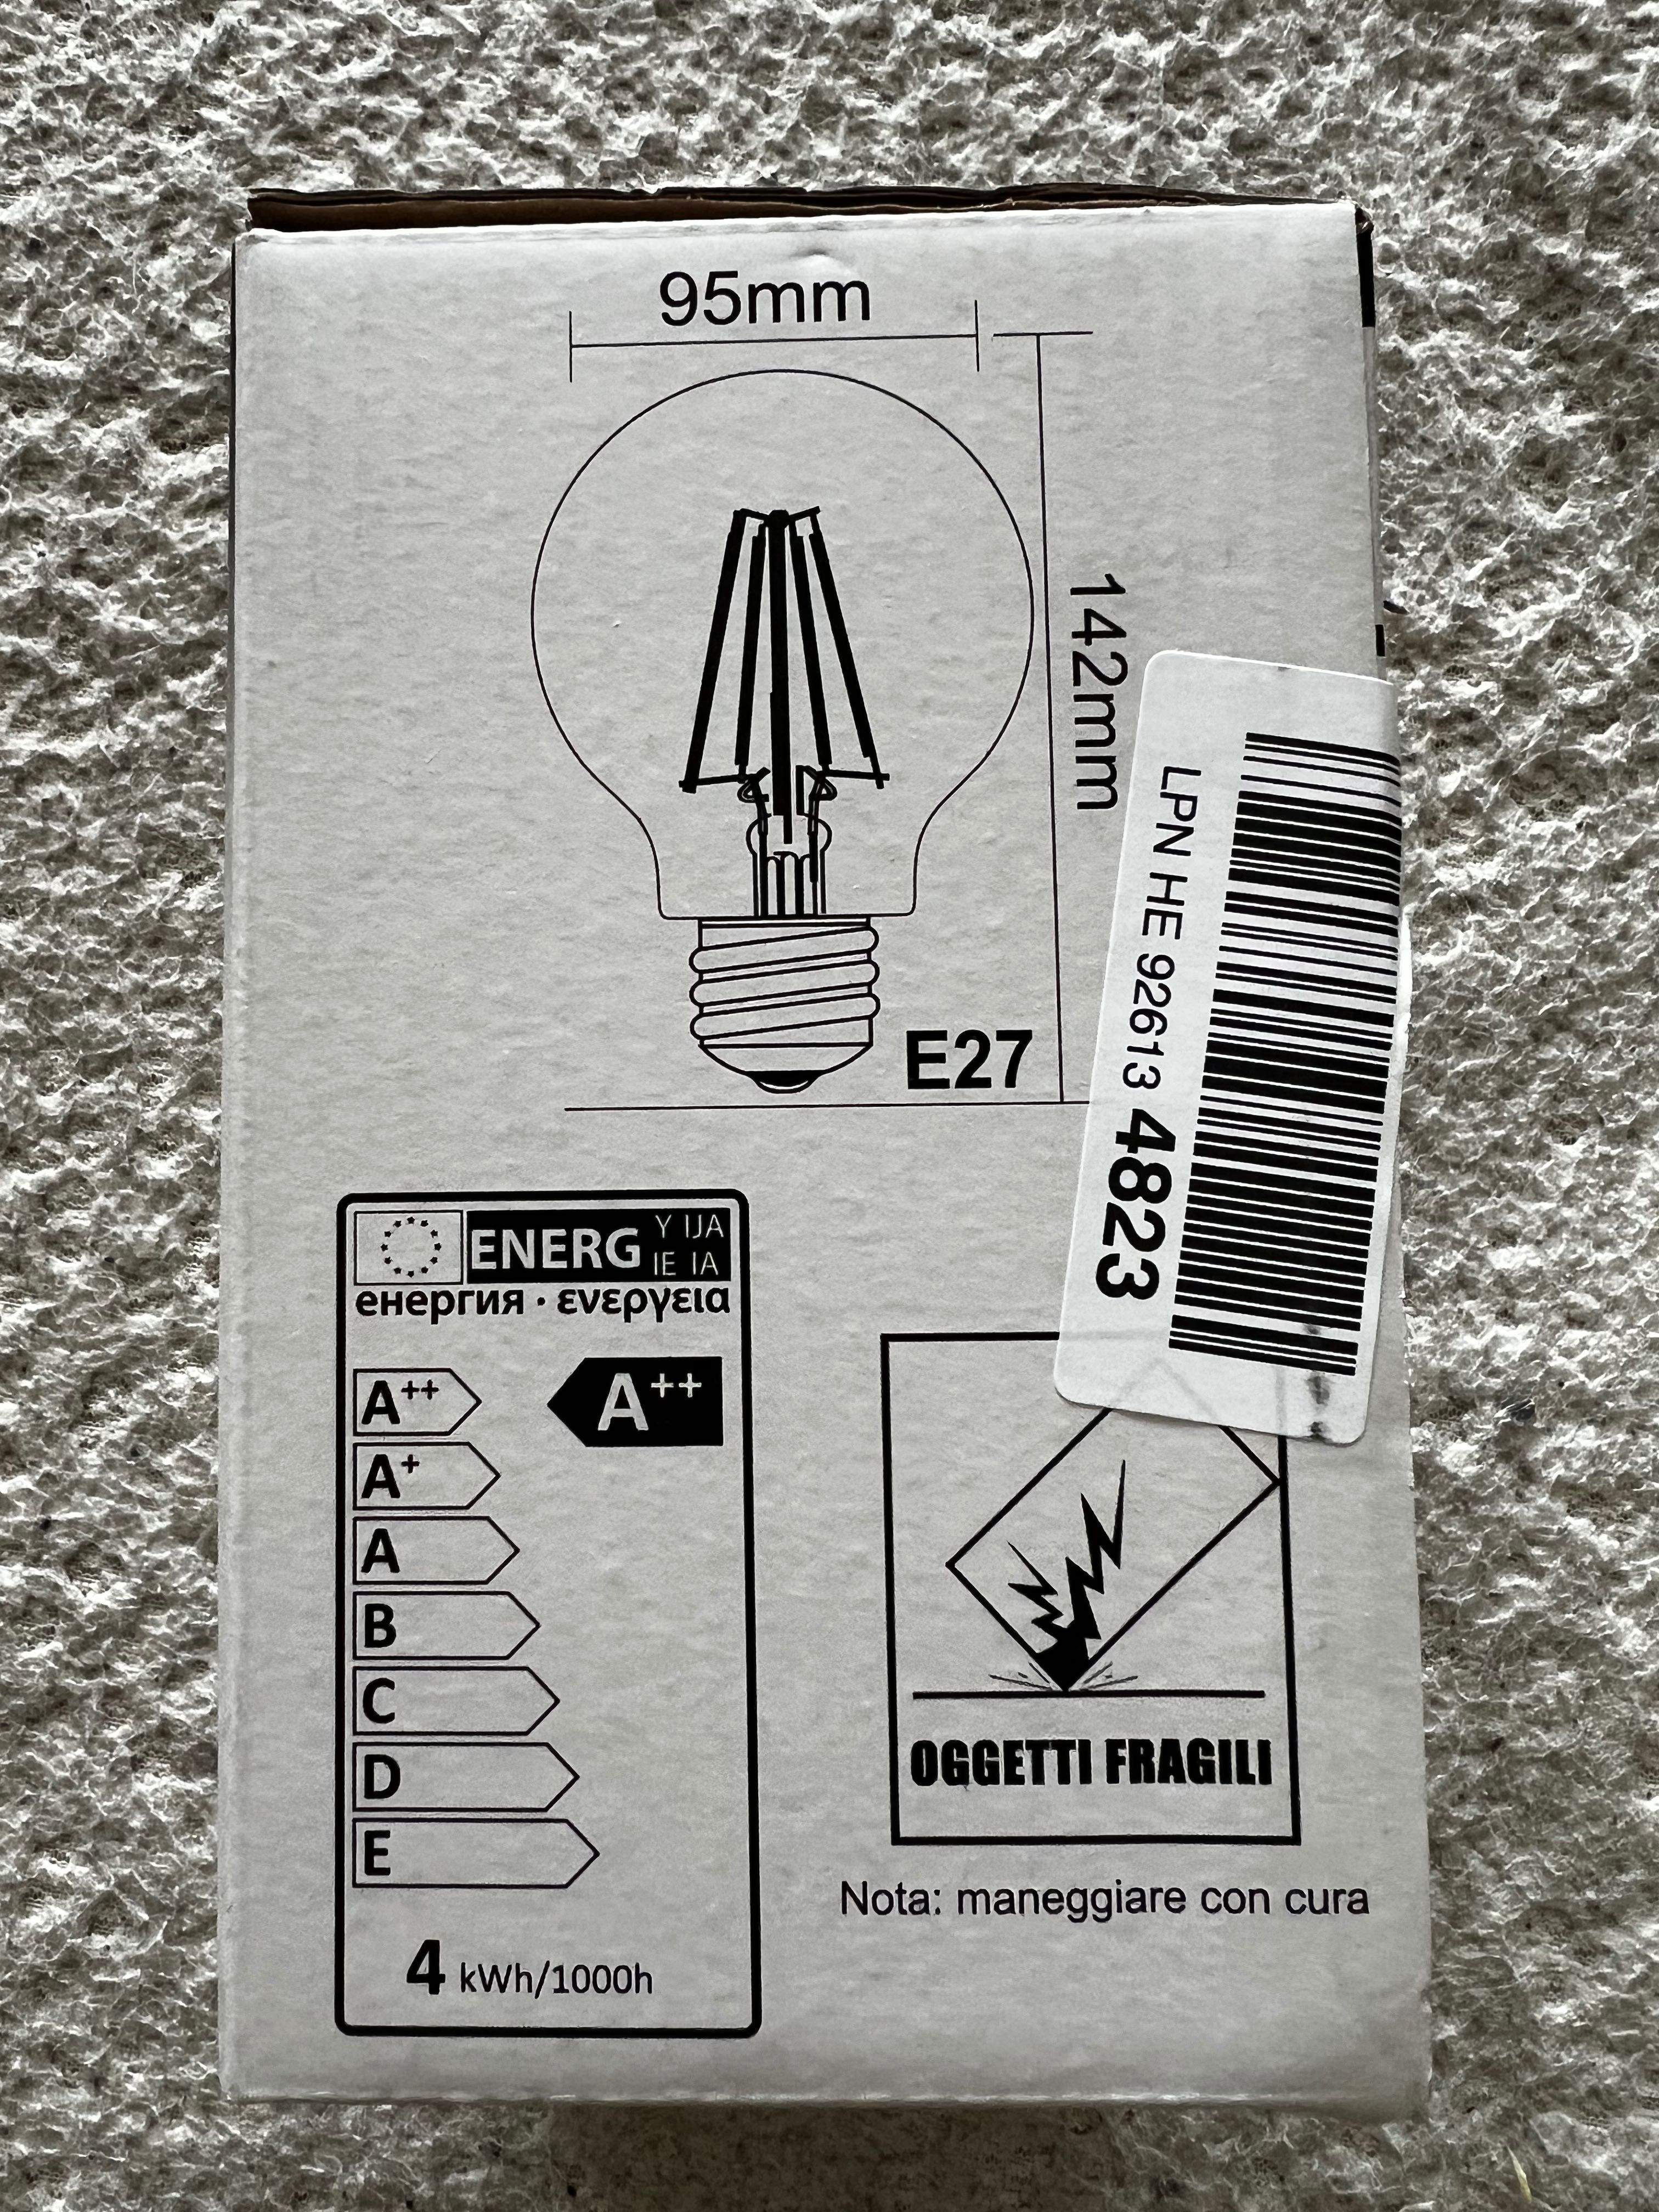 95mm
142mm
E27
LPN HE 92613 4823
ENERG Y IJA
IE IA
енергия · ενεργεια
A++
A++
A+
A
B
C
D
E
4 kWh/1000h
OGGETTI FRAGILI
Nota: maneggiare con cura